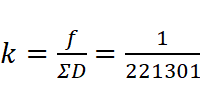 k = f/ΣD = 1/221301